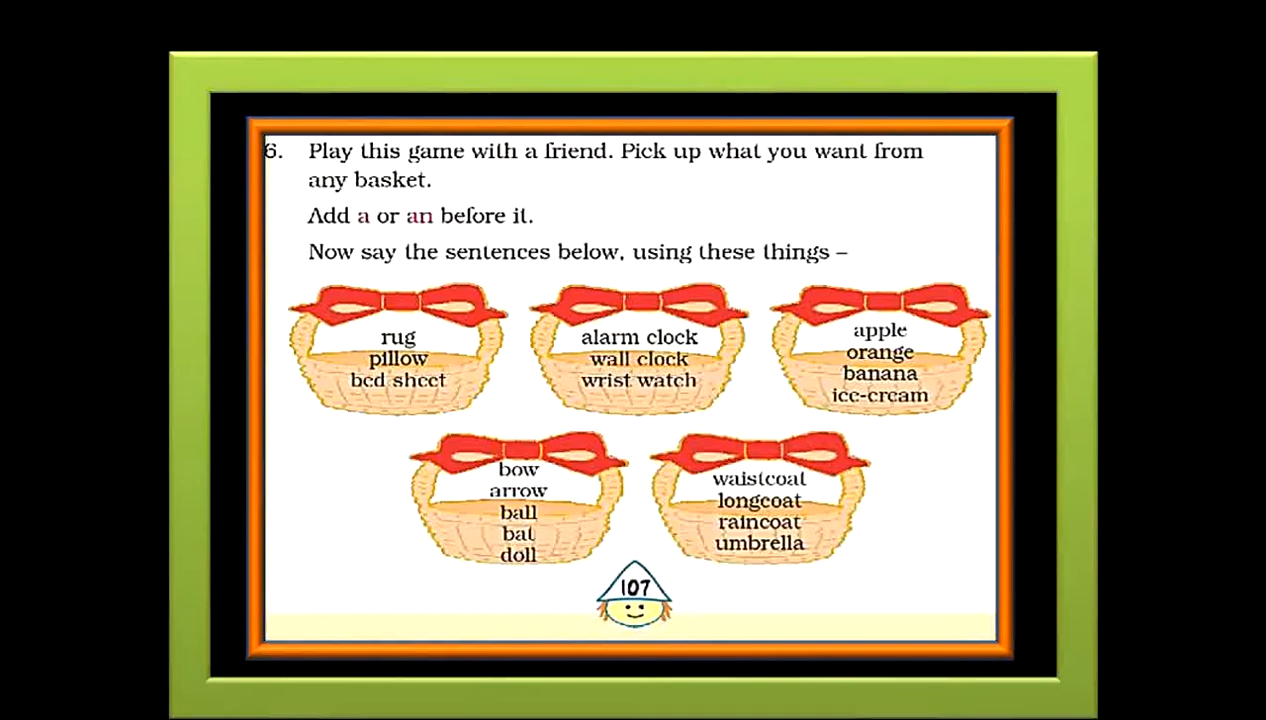 6. Play this game with a friend. Pick up what you want from
any basket.
Add a or an before it.
Now say the sentences below, using these things –
rug
pillow
bed sheet
alarm clock
wall clock
wrist watch
apple
orange
banana
ice-cream
bow
arrow
ball
bat
doll
waistcoat
longcoat
raincoat
umbrella
107